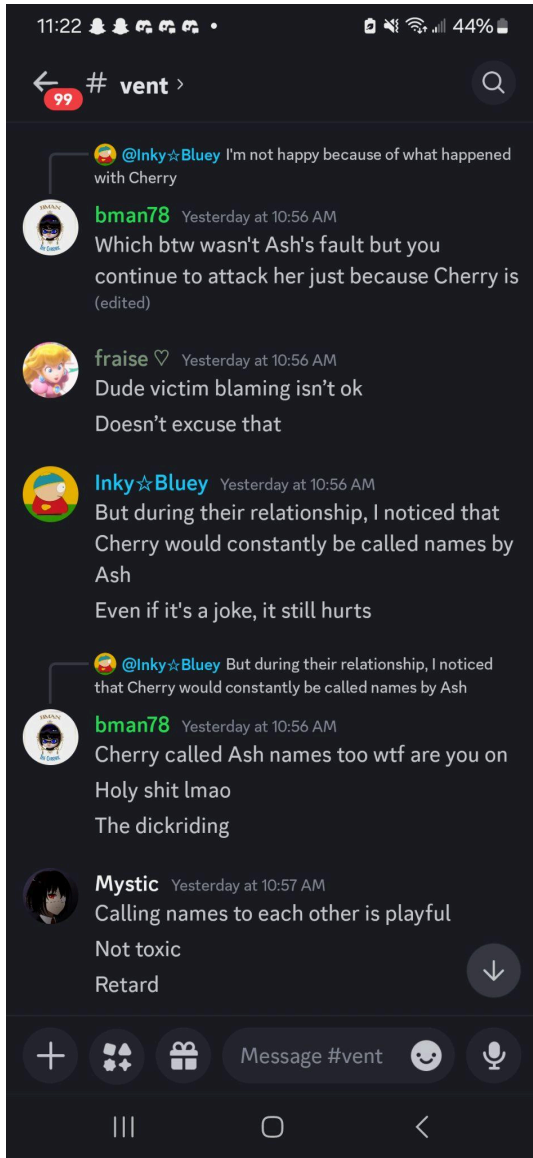 11:22
44%
99
# vent >
@Inky☆Bluey I'm not happy because of what happened
with Cherry
bman78 Yesterday at 10:56 AM
Which btw wasn't Ash's fault but you
continue to attack her just because Cherry is
(edited)
fraise ♡ Yesterday at 10:56 AM
Dude victim blaming isn't ok
Doesn't excuse that
Inky☆Bluey Yesterday at 10:56 AM
But during their relationship, I noticed that
Cherry would constantly be called names by
Ash
Even if it's a joke, it still hurts
@Inky☆Bluey But during their relationship, I noticed
that Cherry would constantly be called names by Ash
bman78 Yesterday at 10:56 AM
Cherry called Ash names too wtf are you on
Holy shit lmao
The dickriding
Mystic Yesterday at 10:57 AM
Calling names to each other is playful
Not toxic
Retard
Message #vent